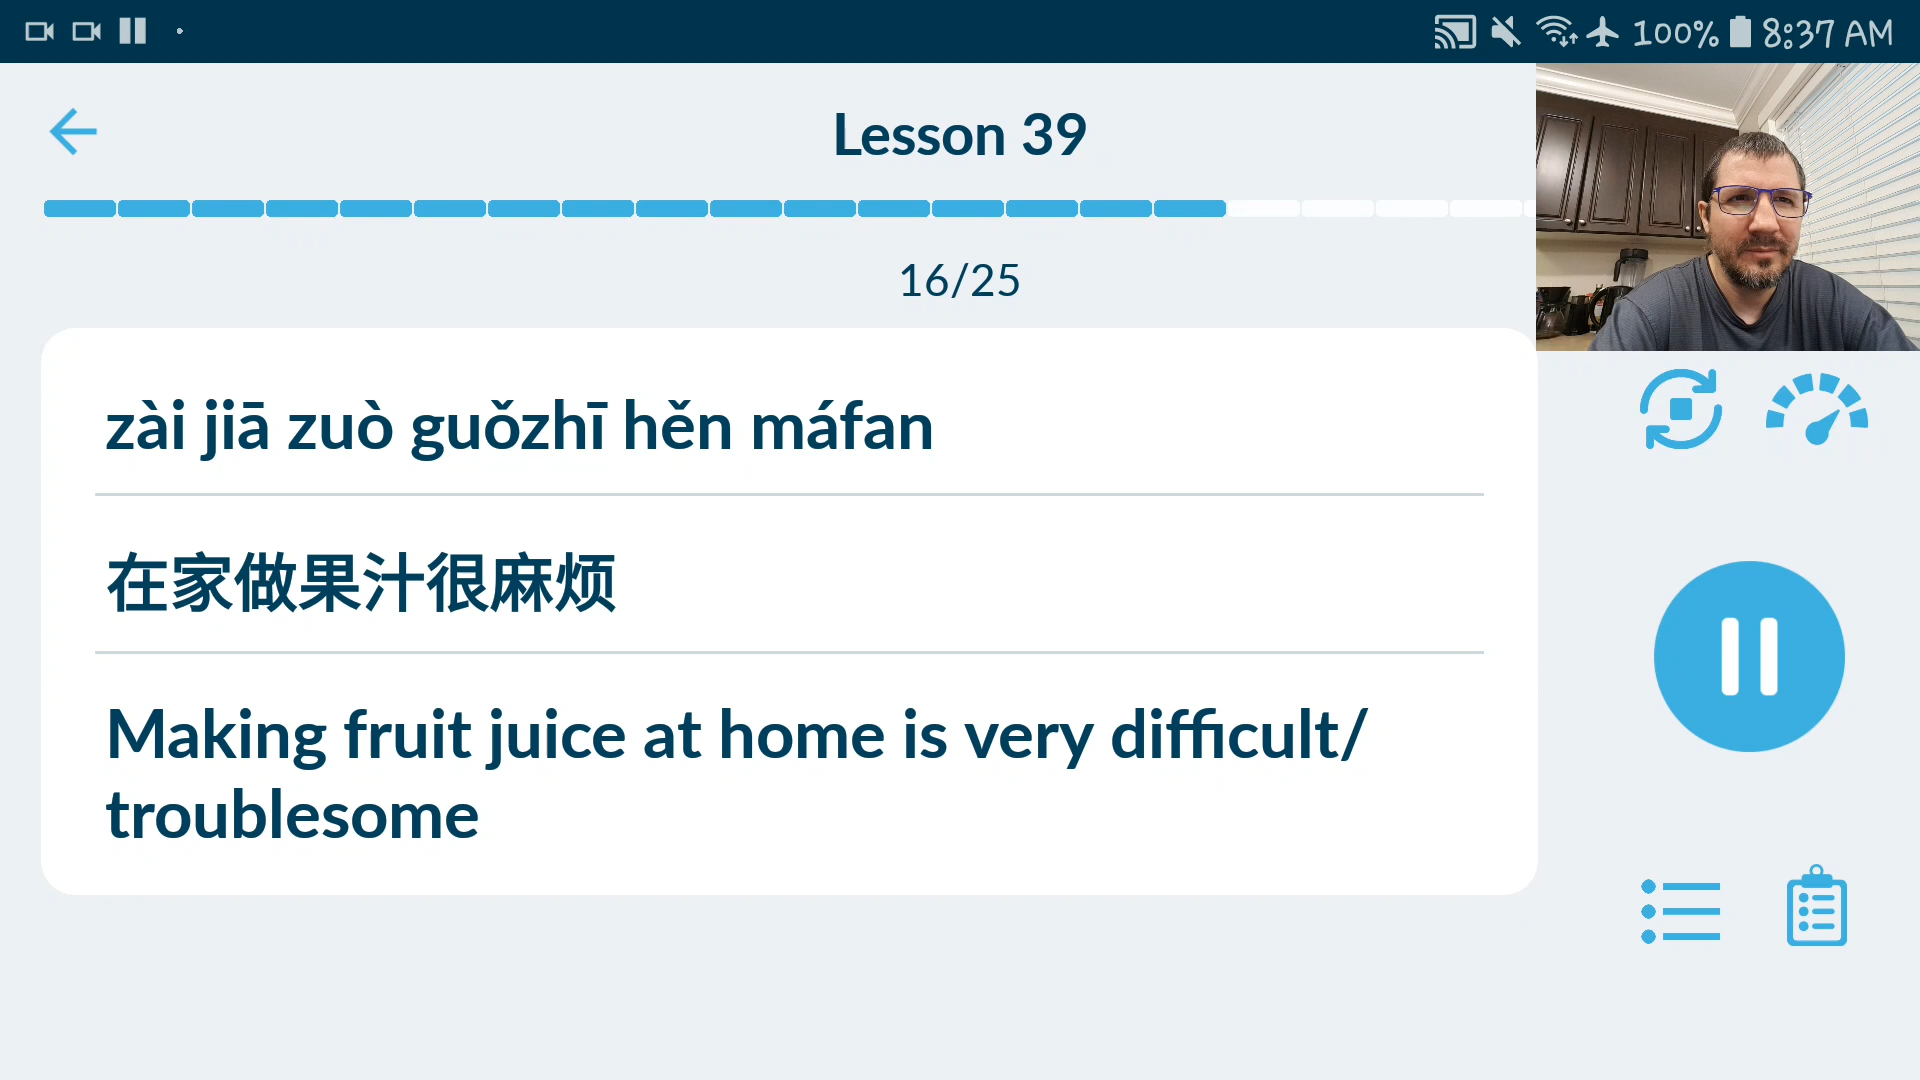 100% 8:37 AM
Lesson 39
16/25
zài jiā zuò guǒzhī hěn máfan
在家做果汁很麻烦
Making fruit juice at home is very difficult/
troublesome